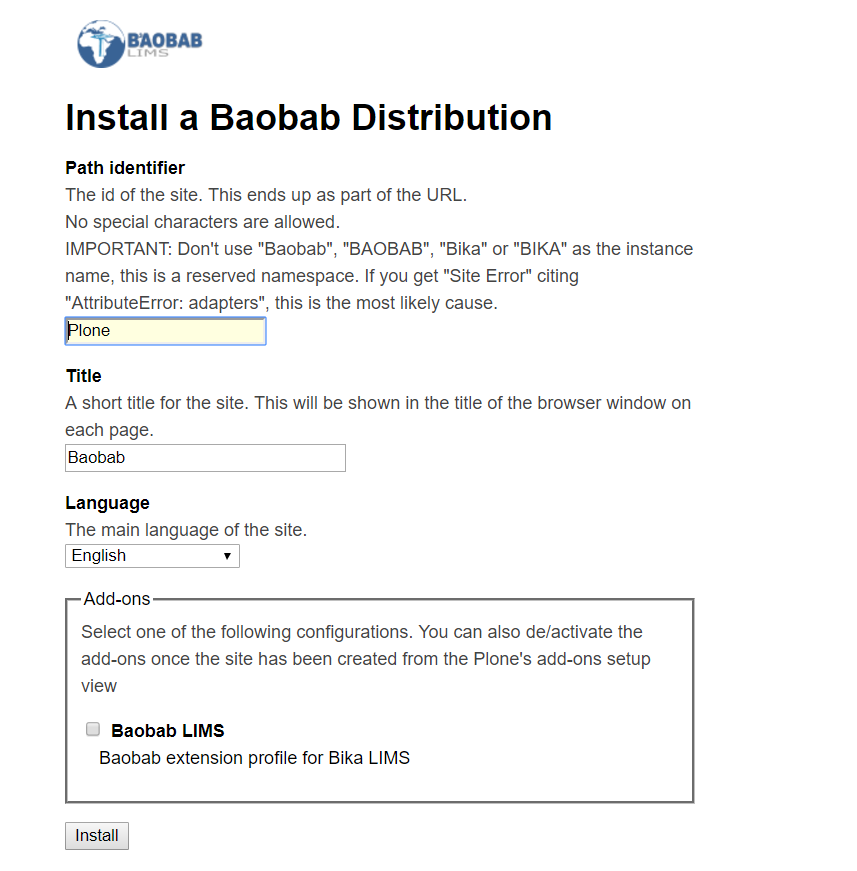 BAOBAB
LIMS
Install a Baobab Distribution
Path identifier
The id of the site. This ends up as part of the URL.
No special characters are allowed.
IMPORTANT: Don't use "Baobab", "BAOBAB", "Bika" or "BIKA" as the instance
name, this is a reserved namespace. If you get "Site Error" citing
"AttributeError: adapters", this is the most likely cause.
Plone
Title
A short title for the site. This will be shown in the title of the browser window on
each page.
Baobab
Language
The main language of the site.
English
Add-ons
Select one of the following configurations. You can also de/activate the
add-ons once the site has been created from the Plone's add-ons setup
view
Baobab LIMS
Baobab extension profile for Bika LIMS
Install